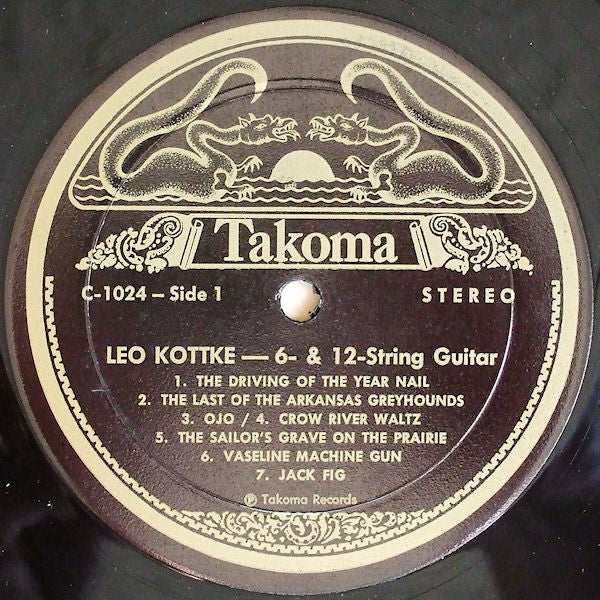 Takoma
C-1024 – Side 1 STEREO
LEO KOTTKE — 6- & 12-String Guitar
1. THE DRIVING OF THE YEAR NAIL
2. THE LAST OF THE ARKANSAS GREYHOUNDS
3. OJO / 4. CROW RIVER WALTZ
5. THE SAILOR'S GRAVE ON THE PRAIRIE
6. VASELINE MACHINE GUN
7. JACK FIG
℗ Takoma Records